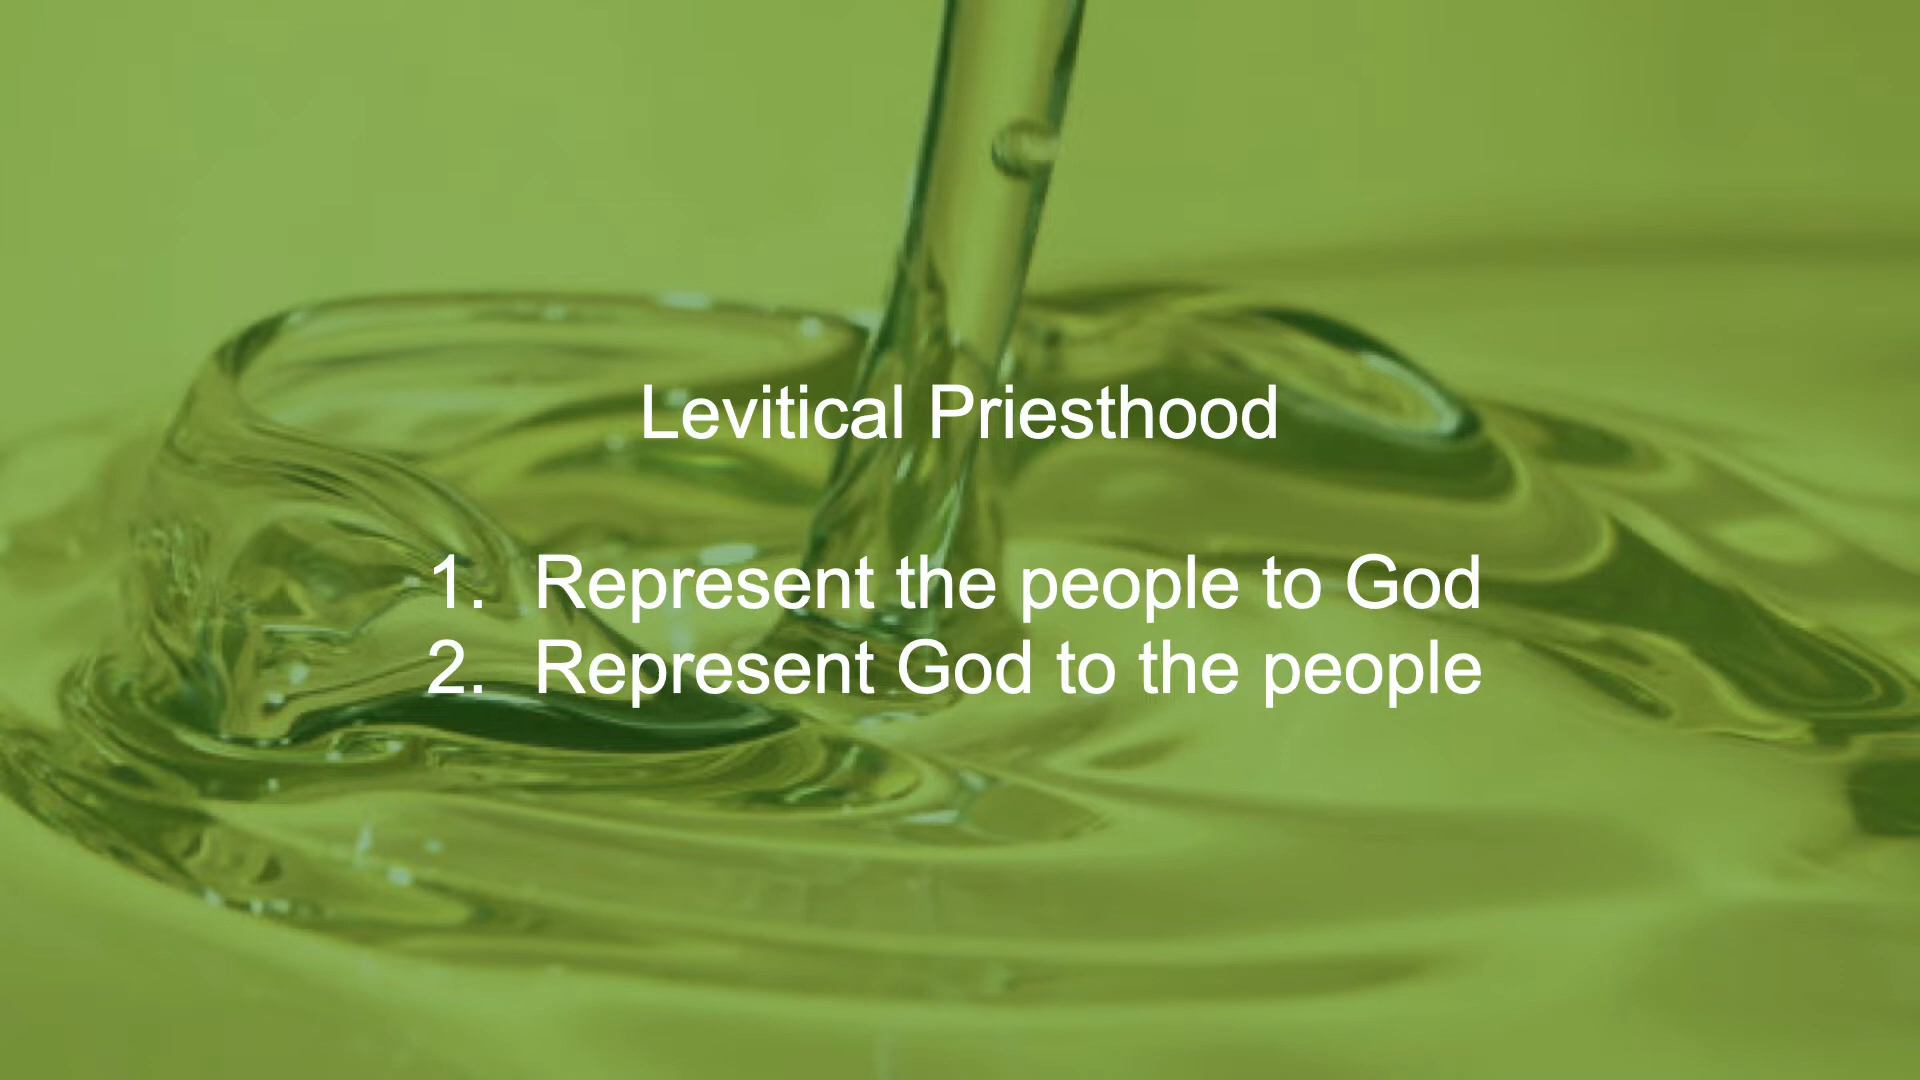 Levitical Priesthood
1. Represent the people to God
2. Represent God to the people